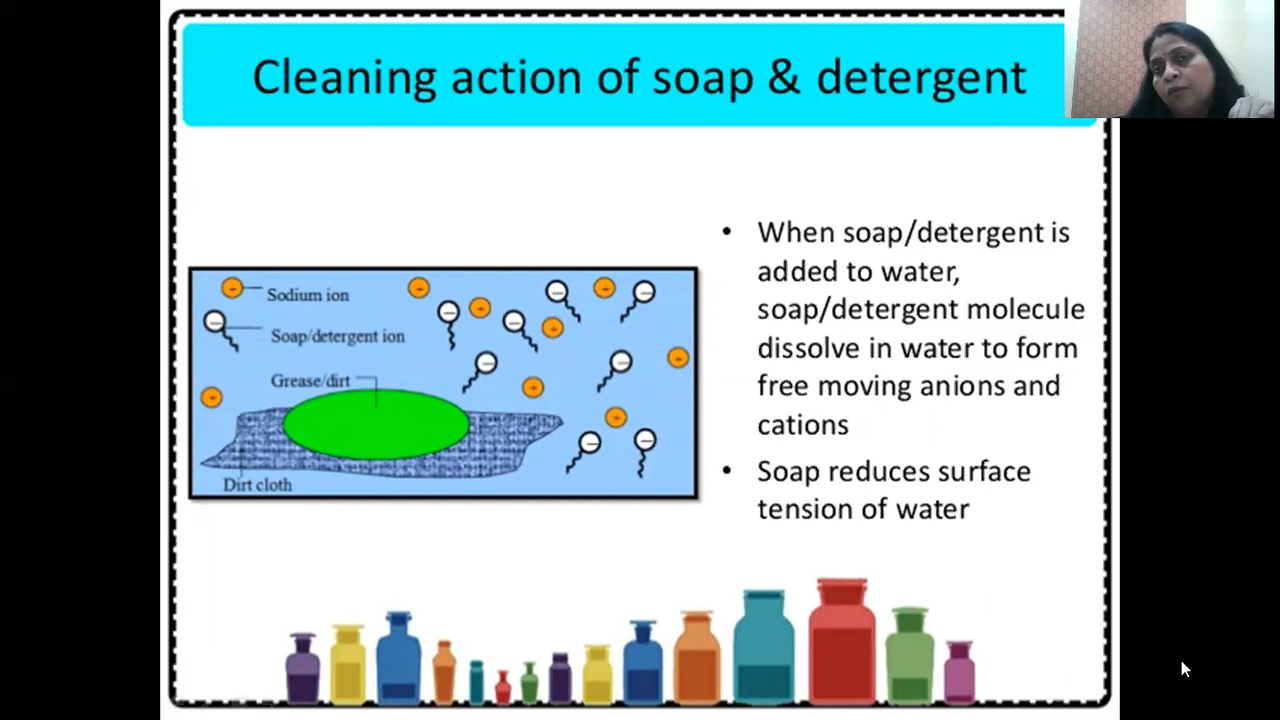 Cleaning action of soap & detergent
Sodium ion
Soap/detergent ion
Grease/dirt
Dirt cloth
• When soap/detergent is
added to water,
soap/detergent molecule
dissolve in water to form
free moving anions and
cations
• Soap reduces surface
tension of water